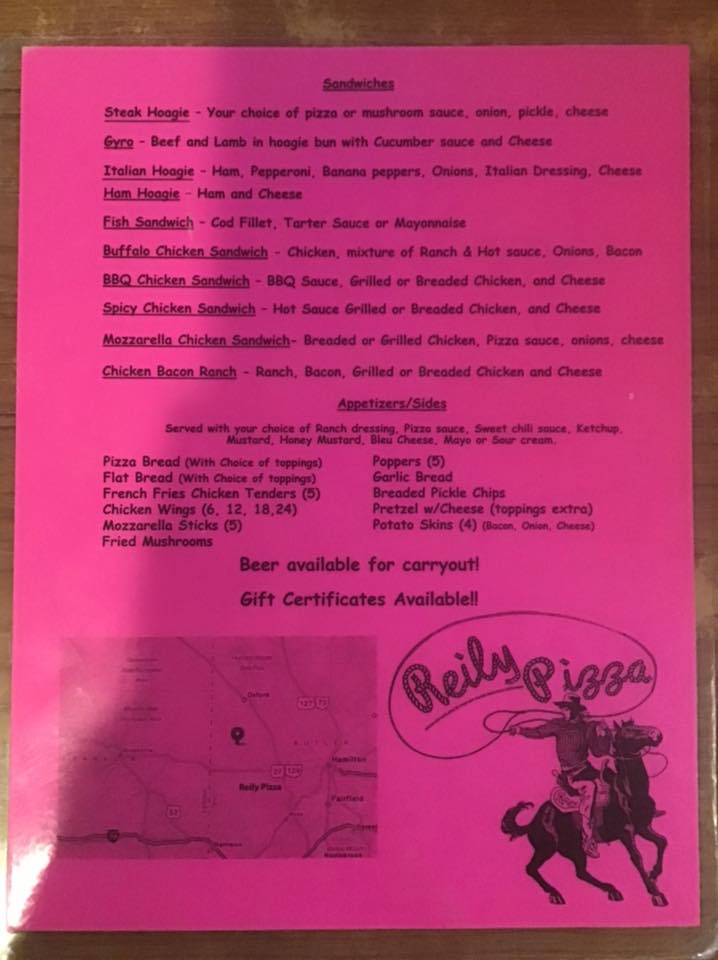 Sandwiches
Steak Hoagie - Your choice of pizza or mushroom sauce, onion, pickle, cheese
Gyro - Beef and Lamb in hoagie bun with Cucumber sauce and Cheese
Italian Hoagie - Ham, Pepperoni, Banana peppers, Onions, Italian Dressing, Cheese
Ham Hoagie - Ham and Cheese
Fish Sandwich - Cod Fillet, Tarter Sauce or Mayonnaise
Buffalo Chicken Sandwich - Chicken, mixture of Ranch & Hot sauce, Onions, Bacon
BBQ Chicken Sandwich - BBQ Sauce, Grilled or Breaded Chicken, and Cheese
Spicy Chicken Sandwich - Hot Sauce Grilled or Breaded Chicken, and Cheese
Mozzarella Chicken Sandwich- Breaded or Grilled Chicken, Pizza sauce, onions, cheese
Chicken Bacon Ranch - Ranch, Bacon, Grilled or Breaded Chicken and Cheese
Appetizers/Sides
Served with your choice of Ranch dressing, Pizza sauce, Sweet chili sauce, Ketchup,
Mustard, Honey Mustard, Bleu Cheese, Mayo or Sour cream.
Pizza Bread (With Choice of toppings)
Flat Bread (With Choice of toppings)
French Fries Chicken Tenders (5)
Chicken Wings (6, 12, 18,24)
Mozzarella Sticks (5)
Fried Mushrooms
Poppers (5)
Garlic Bread
Breaded Pickle Chips
Pretzel w/Cheese (toppings extra)
Potato Skins (4) (Bacon, Onion, Cheese)
Beer available for carryout!
Gift Certificates Available!!
Oxford
127
BUTLER
Hamilton
27
Reily Pizza
Fairfield
52
Reily Pizza